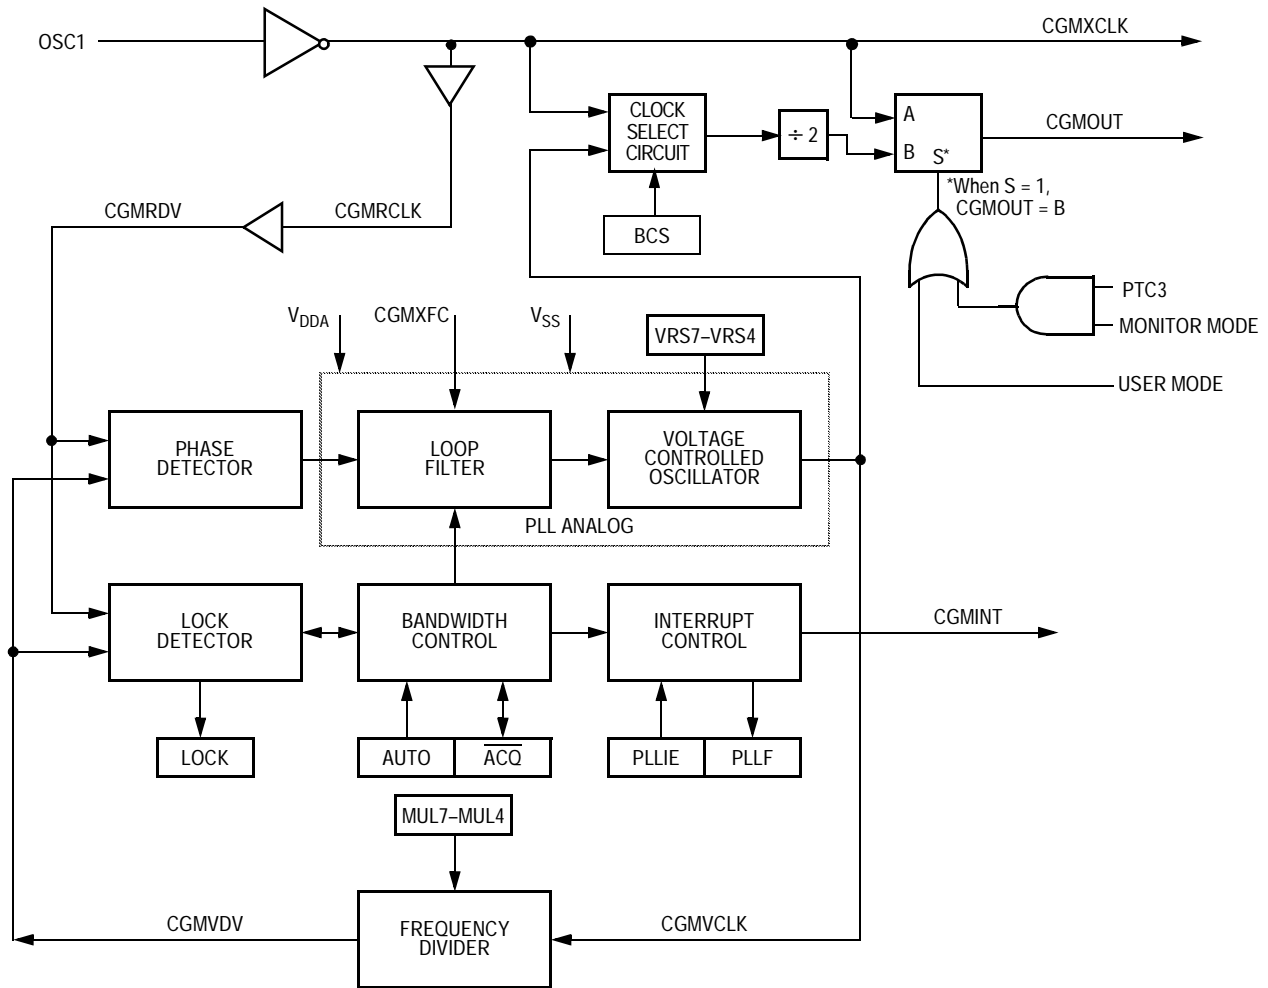 OSC1
CGMXCLK
CLOCK
SELECT
CIRCUIT
÷ 2
A
B
S*
CGMOUT
*When S = 1,
CGMOUT = B
CGMRDV
CGMRCLK
BCS
PTC3
MONITOR MODE
USER MODE
VDDA
CGMXFC
VSS
VRS7–VRS4
PHASE
DETECTOR
LOOP
FILTER
VOLTAGE
CONTROLLED
OSCILLATOR
PLL ANALOG
LOCK
DETECTOR
BANDWIDTH
CONTROL
INTERRUPT
CONTROL
CGMINT
LOCK
AUTO
ACQ
PLLIE
PLLF
MUL7–MUL4
CGMVDV
FREQUENCY
DIVIDER
CGMVCLK